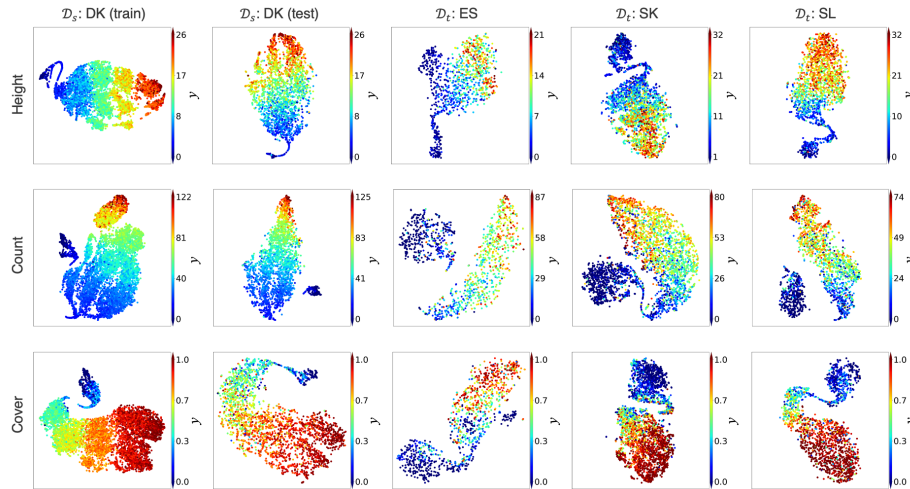 𝒟ₛ: DK (train)
𝒟ₛ: DK (test)
𝒟ₜ: ES
𝒟ₜ: SK
𝒟ₜ: SL
Height
26
17
8
0
y
26
17
8
0
y
21
14
7
0
y
32
21
11
1
y
32
21
11
0
y
Count
122
81
40
0
y
125
83
41
0
y
87
58
29
0
y
80
53
26
0
y
74
49
24
0
y
Cover
1.0
0.7
0.3
0.0
y
1.0
0.7
0.3
0.0
y
1.0
0.7
0.3
0.0
y
1.0
0.7
0.3
0.0
y
1.0
0.7
0.3
0.0
y